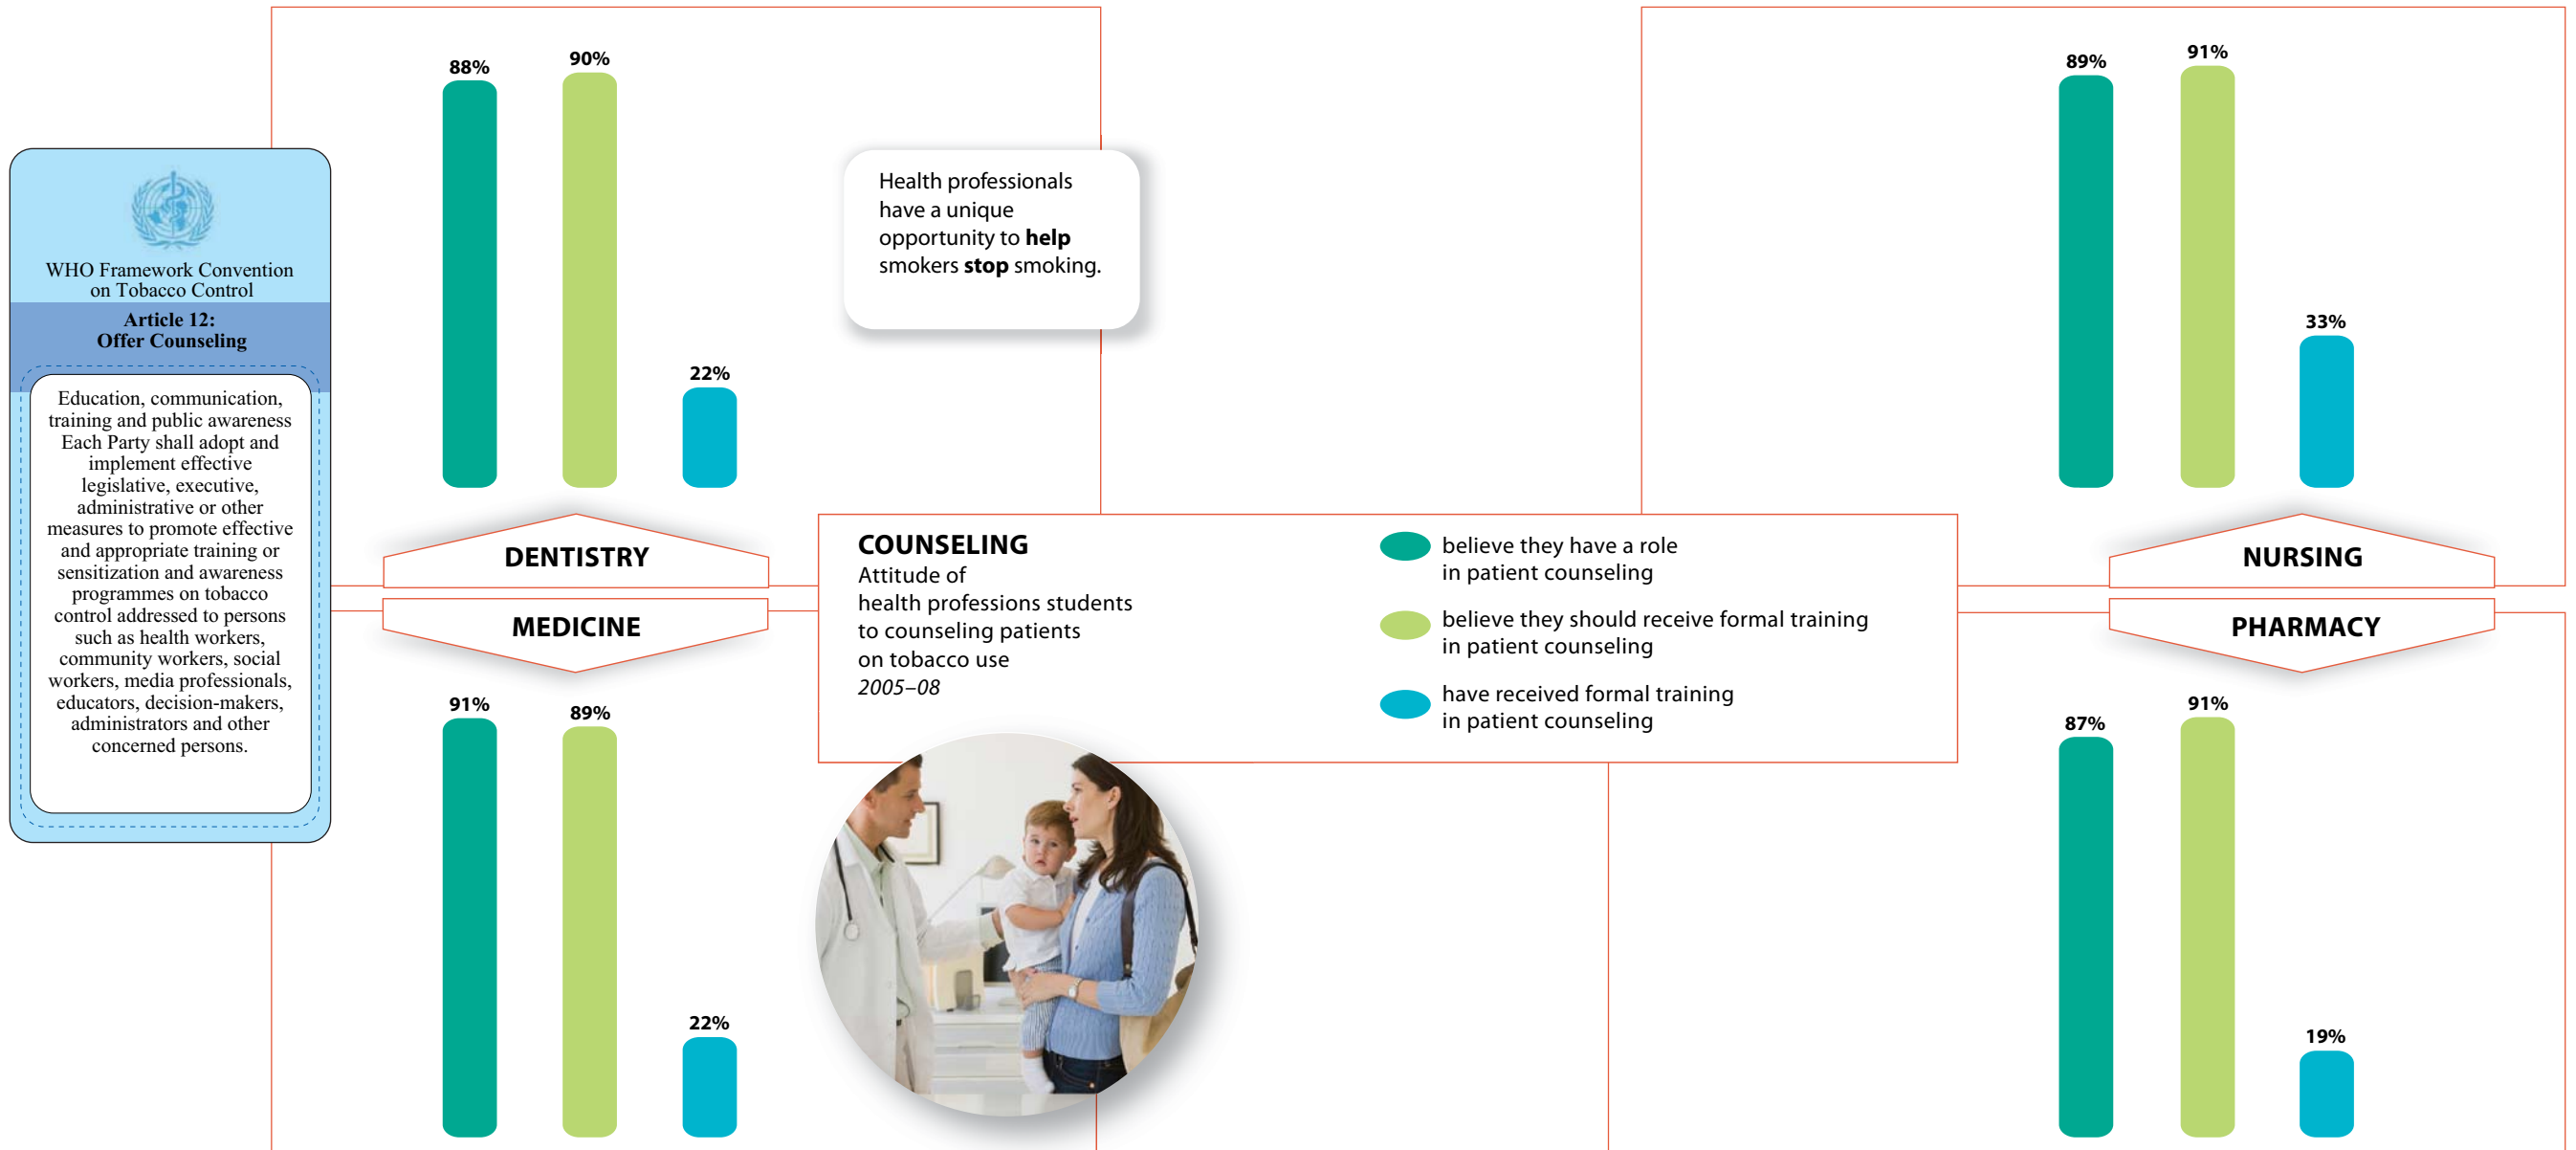 WHO Framework Convention
on Tobacco Control
Article 12:
Offer Counseling
Education, communication,
training and public awareness
Each Party shall adopt and
implement effective
legislative, executive,
administrative or other
measures to promote effective
and appropriate training or
sensitization and awareness
programmes on tobacco
control addressed to persons
such as health workers,
community workers, social
workers, media professionals,
educators, decision-makers,
administrators and other
concerned persons.
88%
90%
22%
DENTISTRY
MEDICINE
91%
89%
22%
Health professionals
have a unique
opportunity to help
smokers stop smoking.
COUNSELING
Attitude of
health professions students
to counseling patients
on tobacco use
2005–08
believe they have a role
in patient counseling
believe they should receive formal training
in patient counseling
have received formal training
in patient counseling
89%
91%
33%
NURSING
PHARMACY
87%
91%
19%